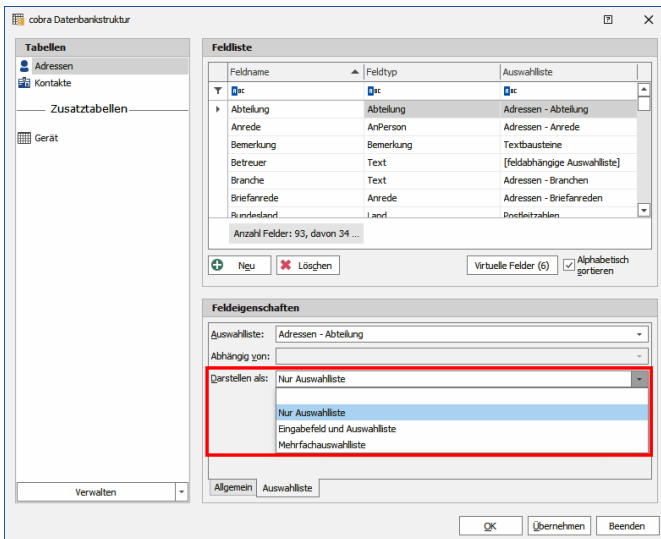 cobra Datenbankstruktur
Tabellen
Adressen
Kontakte
Zusatztabellen
Gerät
Verwalten
Feldliste
Feldname Feldtyp Auswahlliste
Abteilung Abteilung Adressen - Abteilung
Anrede AnPerson Adressen - Anrede
Bemerkung Bemerkung Textbausteine
Betreuer Text [feldabhängige Auswahlliste]
Branche Text Adressen - Branchen
Briefanrede Anrede Adressen - Briefanreden
Bundesland Land Postleitzahlen
Anzahl Felder: 93, davon 34 ...
Neu Löschen Virtuelle Felder (6) Alphabetisch sortieren
Feldeigenschaften
Auswahlliste: Adressen - Abteilung
Abhängig von:
Darstellen als: Nur Auswahlliste
Nur Auswahlliste
Eingabefeld und Auswahlliste
Mehrfachauswahlliste
Allgemein Auswahlliste
OK Übernehmen Beenden